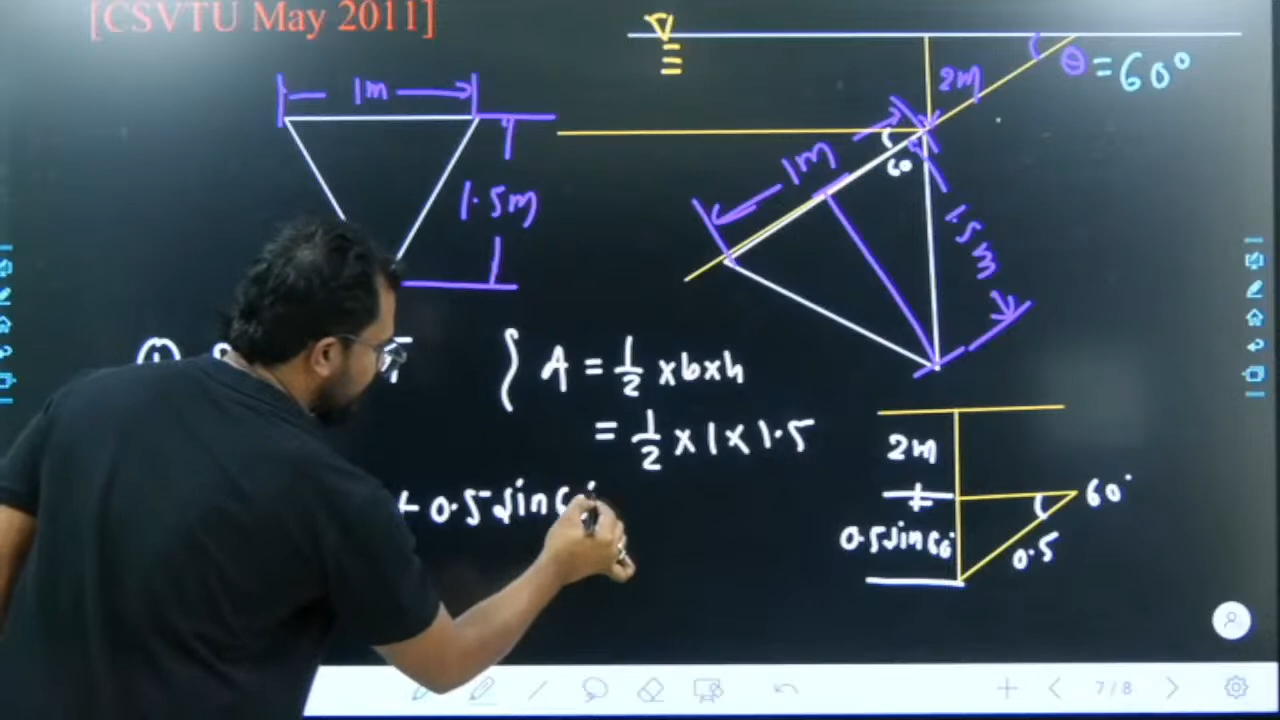 [CSVTU May 2011]
1m
1.5m
2m
θ = 60°
60
1m
1.5m
A = 1/2 × b × h
= 1/2 × 1 × 1.5
+ 0.5 sin 6
2m
60°
0.5 sin 60°
0.5
7 / 8